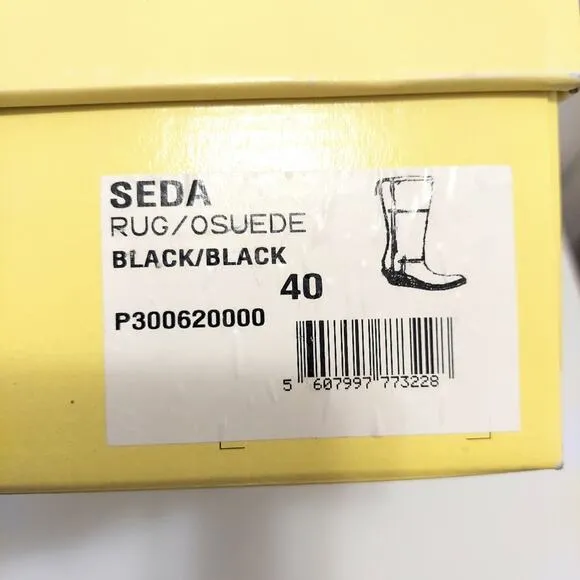 SEDA
RUG/OSUEDE
BLACK/BLACK
40
P300620000
5 607997 773228